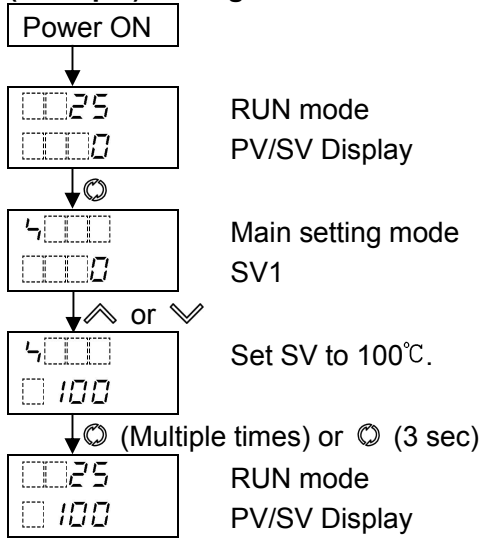 Power ON
25 RUN mode
0 PV/SV Display
Main setting mode
0 SV1
or
Set SV to 100℃.
100
(Multiple times) or (3 sec)
25 RUN mode
100 PV/SV Display